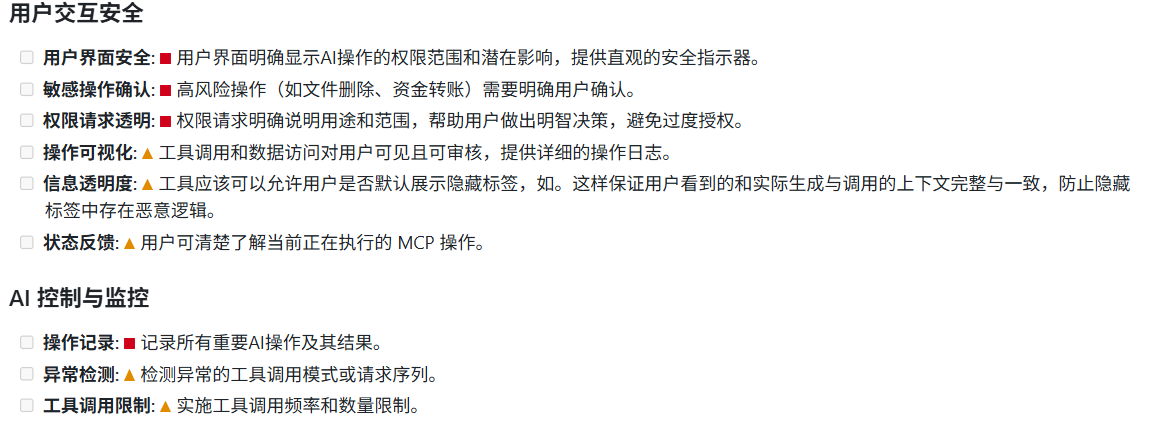 用户交互安全
用户界面安全: 用户界面明确显示AI操作的权限范围和潜在影响，提供直观的安全指示器。
敏感操作确认: 高风险操作（如文件删除、资金转账）需要明确用户确认。
权限请求透明: 权限请求明确说明用途和范围，帮助用户做出明智决策，避免过度授权。
操作可视化: 工具调用和数据访问对用户可见且可审核，提供详细的操作日志。
信息透明度: 工具应该可以允许用户是否默认展示隐藏标签，如。这样保证用户看到的和实际生成与调用的上下文完整与一致，防止隐藏
标签中存在恶意逻辑。
状态反馈: 用户可清楚了解当前正在执行的 MCP 操作。
AI 控制与监控
操作记录: 记录所有重要AI操作及其结果。
异常检测: 检测异常的工具调用模式或请求序列。
工具调用限制: 实施工具调用频率和数量限制。